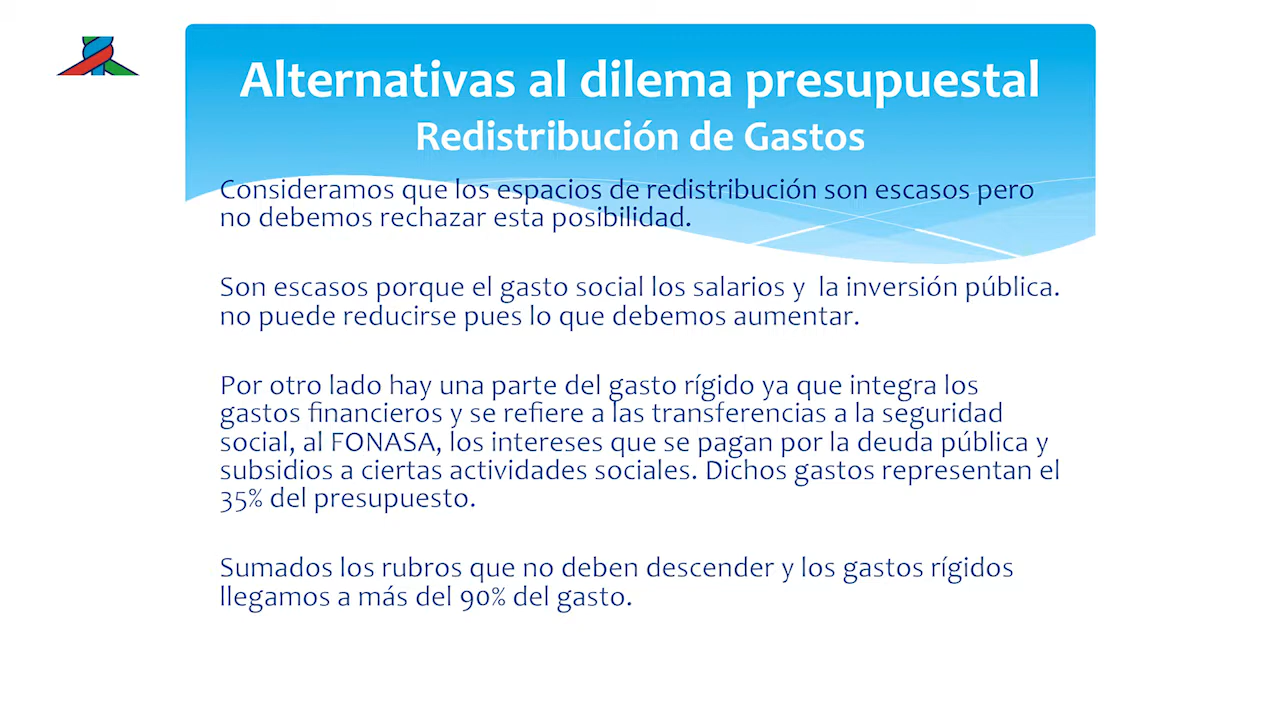 Alternativas al dilema presupuestal
Redistribución de Gastos
Consideramos que los espacios de redistribución son escasos pero
no debemos rechazar esta posibilidad.
Son escasos porque el gasto social los salarios y  la inversión pública.
no puede reducirse pues lo que debemos aumentar.
Por otro lado hay una parte del gasto rígido ya que integra los
gastos financieros y se refiere a las transferencias a la seguridad
social, al FONASA, los intereses que se pagan por la deuda pública y
subsidios a ciertas actividades sociales. Dichos gastos representan el
35% del presupuesto.
Sumados los rubros que no deben descender y los gastos rígidos
llegamos a más del 90% del gasto.